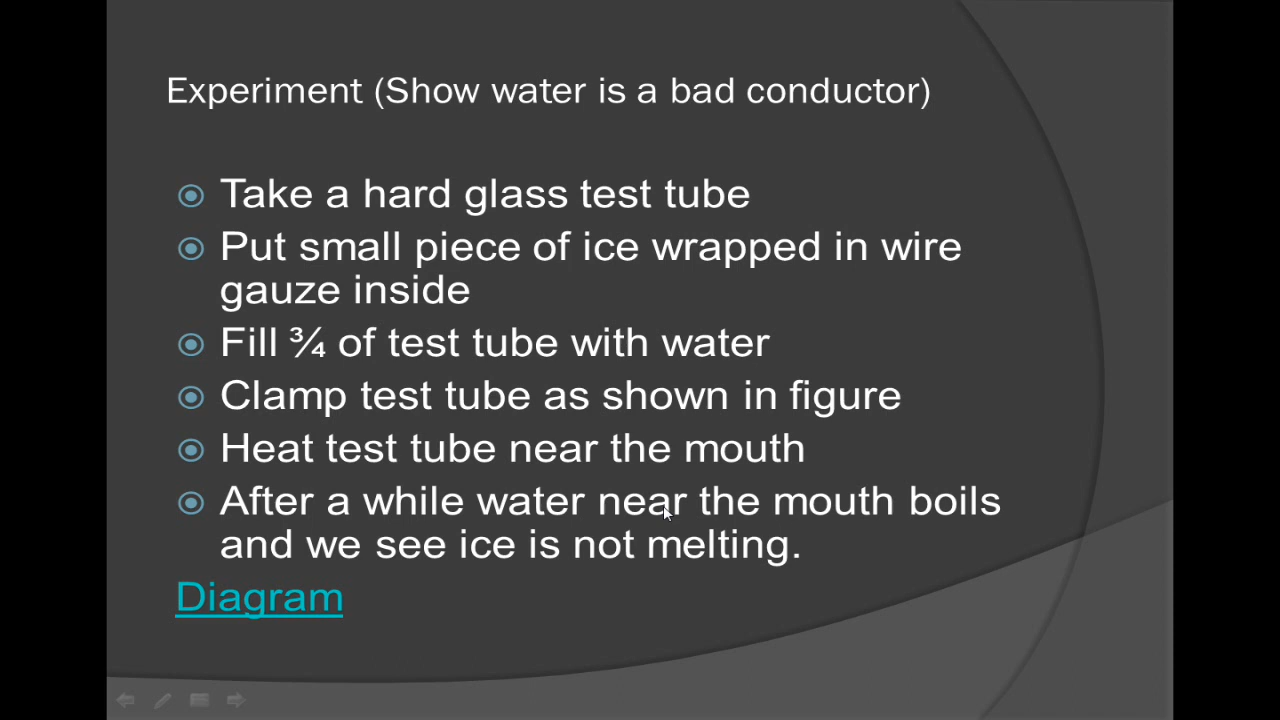 Experiment (Show water is a bad conductor)
Take a hard glass test tube
Put small piece of ice wrapped in wire
gauze inside
Fill ¾ of test tube with water
Clamp test tube as shown in figure
Heat test tube near the mouth
After a while water near the mouth boils
and we see ice is not melting.
Diagram